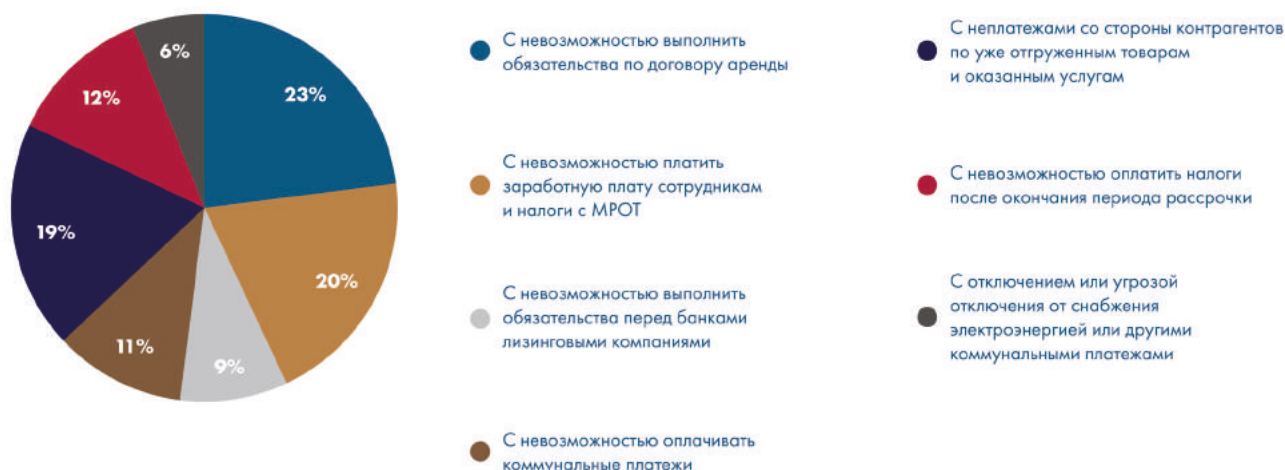 6%
12%
23%
19%
20%
11%
9%
С невозможностью выполнить
обязательства по договору аренды
С невозможностью платить
заработную плату сотрудникам
и налоги с МРОТ
С невозможностью выполнить
обязательства перед банками
лизинговыми компаниями
С невозможностью оплачивать
коммунальные платежи
С неплатежами со стороны контрагентов
по уже отгруженным товарам
и оказанным услугам
С невозможностью оплатить налоги
после окончания периода рассрочки
С отключением или угрозой
отключения от снабжения
электроэнергией или другими
коммунальными платежами